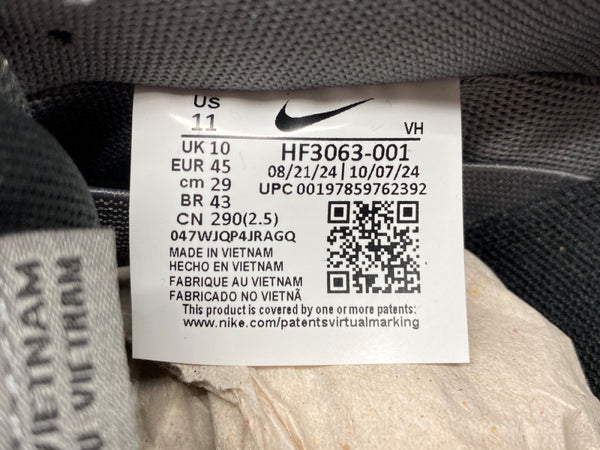 US
11
VH
UK 10
EUR 45
cm 29
BR 43
CN 290(2.5)
047WJQP4JRAGQ
HF3063-001
08/21/24 | 10/07/24
UPC 00197859762392
MADE IN VIETNAM
HECHO EN VIETNAM
FABRIQUE AU VIETNAM
FABRICADO NO VIETNÃ
This product is covered by one or more patents:
www.nike.com/patentsvirtualmarking
VIETNAM
U VIETNAM